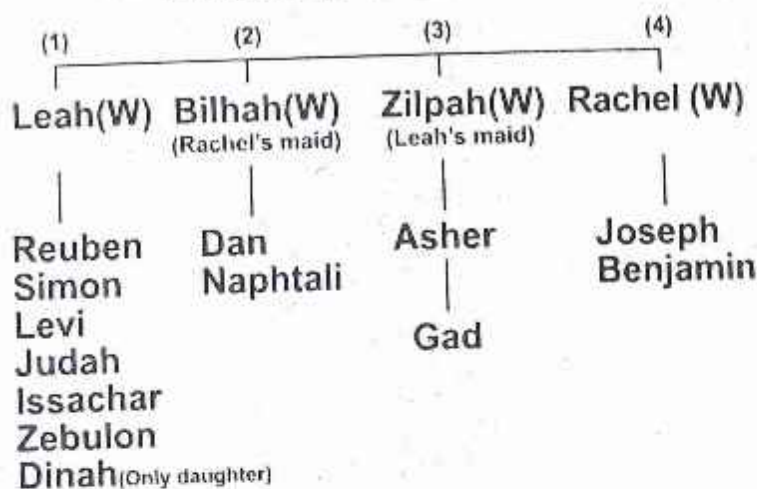 (1) (2) (3) (4)
Leah(W) Bilhah(W) Zilpah(W) Rachel (W)
(Rachel's maid) (Leah's maid)
Reuben Dan Asher Joseph
Simon Naphtali Benjamin
Levi Gad
Judah
Issachar
Zebulon
Dinah(Only daughter)